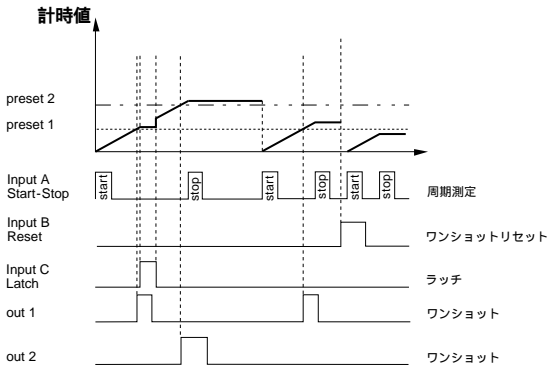 計時値
preset 2
preset 1
Input A
Start-Stop
start
stop
start
stop
start
stop
周期測定
Input B
Reset
ワンショットリセット
Input C
Latch
ラッチ
out 1
ワンショット
out 2
ワンショット